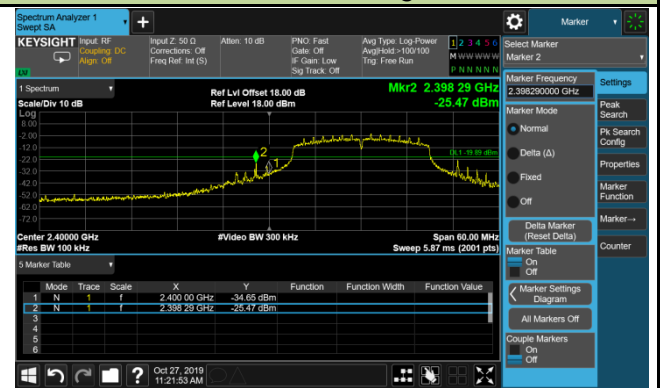 Spectrum Analyzer 1
Swept SA
Marker
KEYSIGHT
Input: RF
Coupling: DC
Align: Off
Input Z: 50 Ω
Corrections: Off
Freq Ref: Int (S)
Atten: 10 dB
PNO: Fast
Gate: Off
IF Gain: Low
Sig Track: Off
Avg Type: Log-Power
Avg|Hold:>100/100
Trig: Free Run
1 2 3 4 5 6
M W W W W W
P N N N N N
LXI
Select Marker
Marker 2
1 Spectrum
Scale/Div 10 dB
Ref Lvl Offset 18.00 dB
Ref Level 18.00 dBm
Mkr2 2.398 29 GHz
-25.47 dBm
Log
8.00
-2.00
-12.0
-22.0
-32.0
-42.0
-52.0
-62.0
-72.0
2
1
DL1 -19.89 dBm
Center 2.40000 GHz
#Res BW 100 kHz
#Video BW 300 kHz
Span 60.00 MHz
Sweep 5.87 ms (2001 pts)
5 Marker Table
Mode Trace Scale X Y Function Function Width Function Value
1 N 1 f 2.400 00 GHz -34.65 dBm
2 N 1 f 2.398 29 GHz -25.47 dBm
3
4
5
6
Marker Frequency
2.398290000 GHz
Marker Mode
Normal
Delta (Δ)
Fixed
Off
Delta Marker
(Reset Delta)
Marker Table
On
Off
Marker Settings
Diagram
All Markers Off
Couple Markers
On
Off
Settings
Peak
Search
Pk Search
Config
Properties
Marker
Function
Marker→
Counter
?
Oct 27, 2019
11:21:53 AM